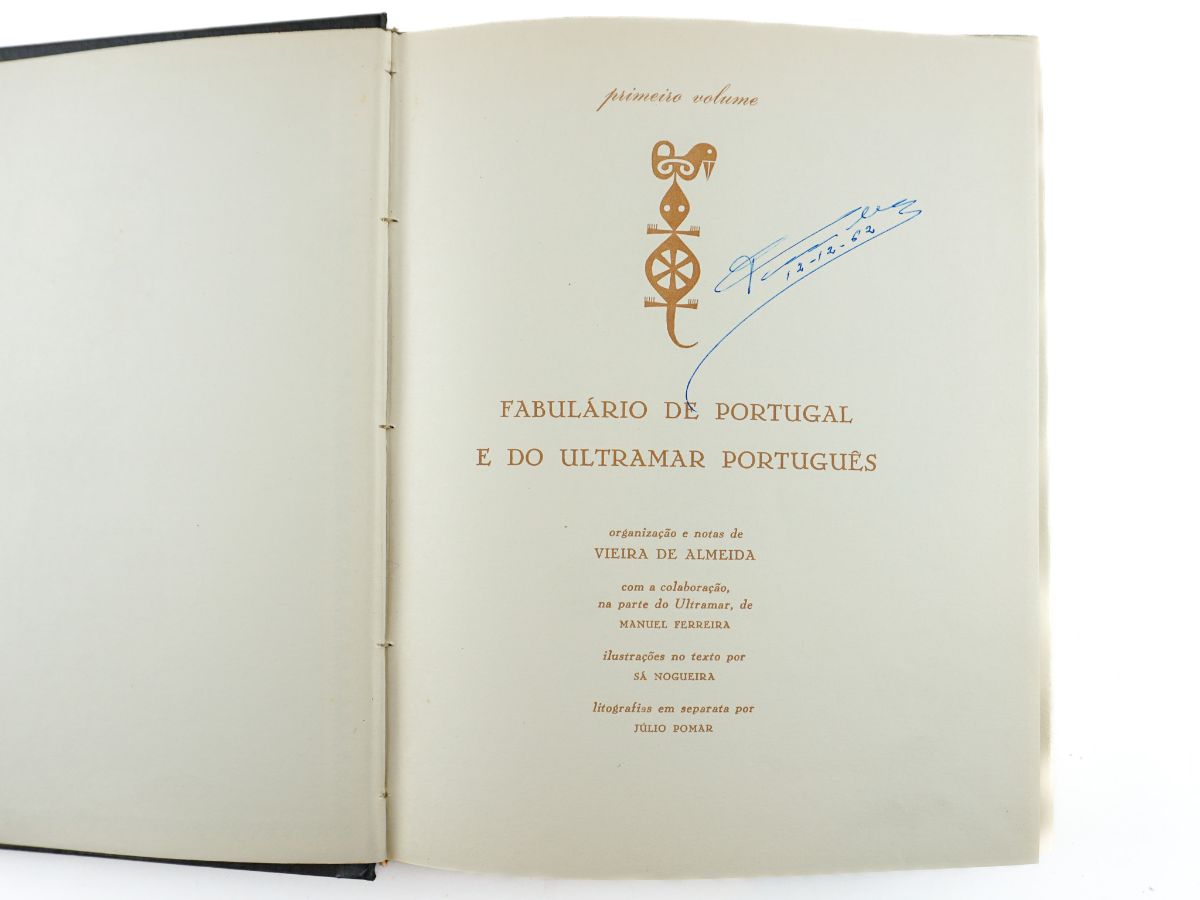 primeiro volume
12-12-62
FABULÁRIO DE PORTUGAL
E DO ULTRAMAR PORTUGUÊS
organização e notas de
VIEIRA DE ALMEIDA
com a colaboração,
na parte do Ultramar, de
MANUEL FERREIRA
ilustrações no texto por
SÁ NOGUEIRA
litografias em separata por
JÚLIO POMAR